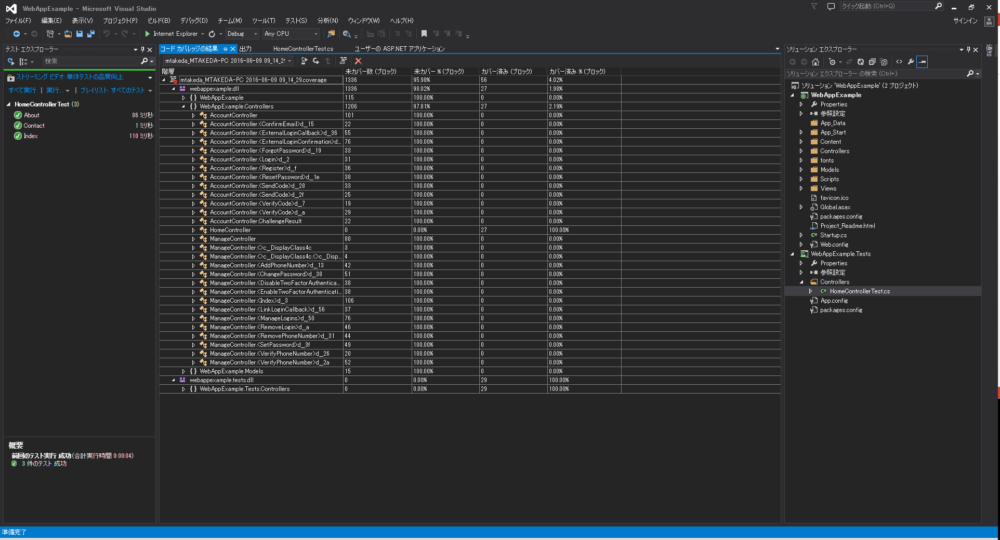 WebAppExample - Microsoft Visual Studio
クイック起動 (Ctrl+Q)
ファイル(F) 編集(E) 表示(V) プロジェクト(P) ビルド(B) デバッグ(D) チーム(M) ツール(T) テスト(S) 分析(N) ウィンドウ(W) ヘルプ(H)
サインイン
Internet Explorer Debug Any CPU
テスト エクスプローラー
検索
ストリーミング ビデオ: 単体テストの品質向上
すべて実行 | 実行... | プレイリスト: すべてのテスト
HomeControllerTest (3)
About 86 ミリ秒
Contact 1 ミリ秒
Index 110 ミリ秒
概要
前回のテスト実行 成功(合計実行時間 0:00:04)
3 件のテスト 成功
コード カバレッジの結果 出力 HomeControllerTest.cs ユーザーの ASP.NET アプリケーション
mtakeda_MTAKEDA-PC 2016-06-09 09_14_2
階層 未カバー数 (ブロック) 未カバー % (ブロック) カバー済み (ブロック) カバー済み % (ブロック)
mtakeda_MTAKEDA-PC 2016-06-09 09_14_29.coverage 1336 95.98% 56 4.02%
webappexample.dll 1336 98.02% 27 1.98%
{ } WebAppExample 115 100.00% 0 0.00%
{ } WebAppExample.Controllers 1206 97.81% 27 2.19%
AccountController 101 100.00% 0 0.00%
AccountController.<ConfirmEmail>d__15 22 100.00% 0 0.00%
AccountController.<ExternalLoginCallback>d__36 55 100.00% 0 0.00%
AccountController.<ExternalLoginConfirmation>d... 76 100.00% 0 0.00%
AccountController.<ForgotPassword>d__19 33 100.00% 0 0.00%
AccountController.<Login>d__2 31 100.00% 0 0.00%
AccountController.<Register>d__f 36 100.00% 0 0.00%
AccountController.<ResetPassword>d__1e 38 100.00% 0 0.00%
AccountController.<SendCode>d__28 33 100.00% 0 0.00%
AccountController.<SendCode>d__2f 25 100.00% 0 0.00%
AccountController.<VerifyCode>d__7 19 100.00% 0 0.00%
AccountController.<VerifyCode>d__a 29 100.00% 0 0.00%
AccountController.ChallengeResult 22 100.00% 0 0.00%
HomeController 0 0.00% 27 100.00%
ManageController 80 100.00% 0 0.00%
ManageController.<>c__DisplayClass4c 3 100.00% 0 0.00%
ManageController.<>c__DisplayClass4c.<>c__Disp... 4 100.00% 0 0.00%
ManageController.<AddPhoneNumber>d__13 42 100.00% 0 0.00%
ManageController.<ChangePassword>d__38 51 100.00% 0 0.00%
ManageController.<DisableTwoFactorAuthentica... 38 100.00% 0 0.00%
ManageController.<EnableTwoFactorAuthenticati... 38 100.00% 0 0.00%
ManageController.<Index>d__3 106 100.00% 0 0.00%
ManageController.<LinkLoginCallback>d__56 37 100.00% 0 0.00%
ManageController.<ManageLogins>d__50 76 100.00% 0 0.00%
ManageController.<RemoveLogin>d__a 46 100.00% 0 0.00%
ManageController.<RemovePhoneNumber>d__31 44 100.00% 0 0.00%
ManageController.<SetPassword>d__3f 49 100.00% 0 0.00%
ManageController.<VerifyPhoneNumber>d__26 20 100.00% 0 0.00%
ManageController.<VerifyPhoneNumber>d__2a 52 100.00% 0 0.00%
{ } WebAppExample.Models 15 100.00% 0 0.00%
webappexample.tests.dll 0 0.00% 29 100.00%
{ } WebAppExample.Tests.Controllers 0 0.00% 29 100.00%
ソリューション エクスプローラー
ソリューション エクスプローラー の検索 (Ctrl+:)
ソリューション 'WebAppExample' (2 プロジェクト)
WebAppExample
Properties
参照設定
App_Data
App_Start
Content
Controllers
fonts
Models
Scripts
Views
favicon.ico
Global.asax
packages.config
Project_Readme.html
C# Startup.cs
Web.config
WebAppExample.Tests
Properties
参照設定
Controllers
C# HomeControllerTest.cs
App.config
packages.config
通知
準備完了